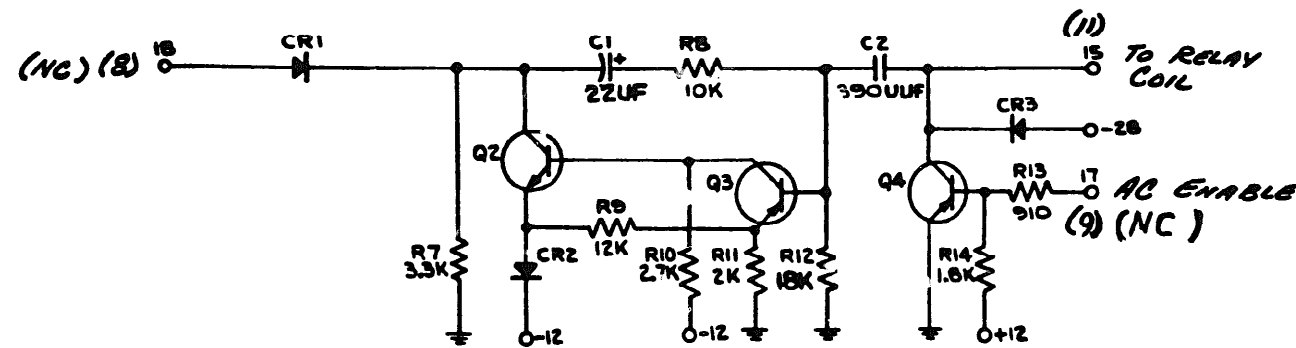 (NC) (8) 18
CR1
C1
+
22UF
R8
10K
C2
390UUF
(11)
15
TO RELAY
COIL
CR3
-28
Q2
Q3
Q4
R13
910
17
AC ENABLE
(9) (NC)
R9
12K
R7
3.3K
CR2
R10
2.7K
R11
2K
R12
18K
R14
1.8K
-12
-12
+12